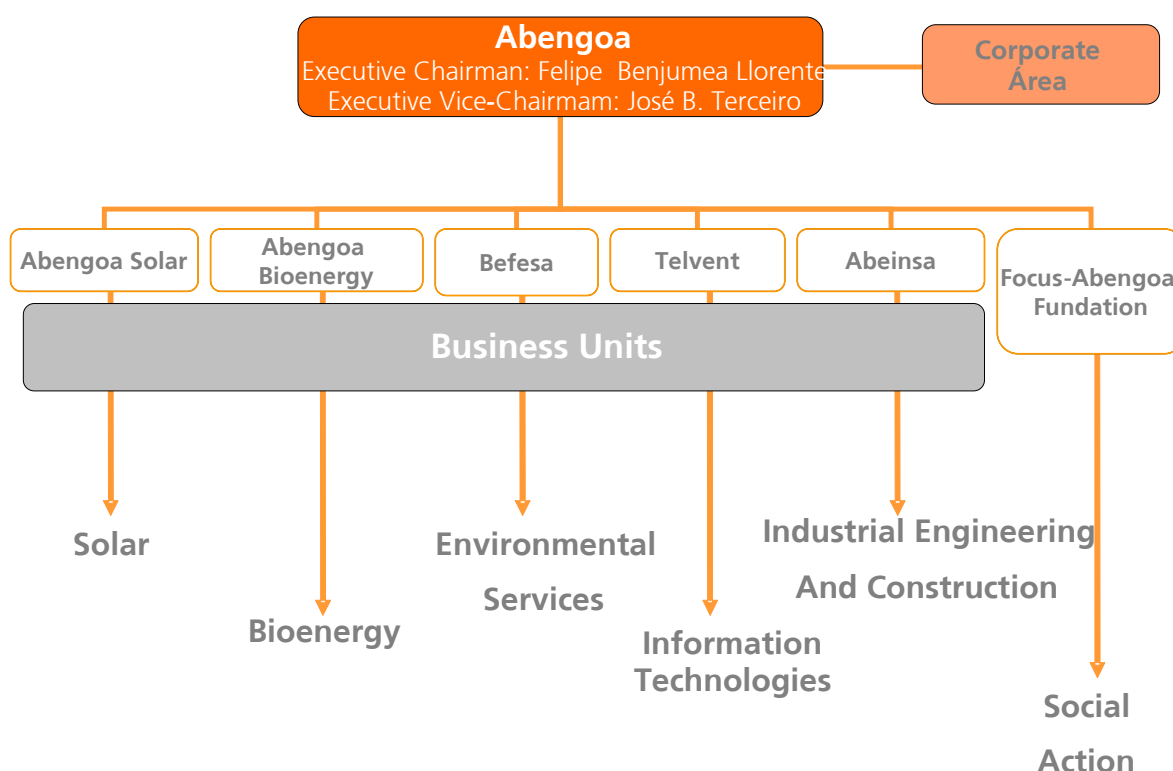 Abengoa
Executive Chairman: Felipe Benjumea Llorente
Executive Vice-Chairmam: José B. Terceiro
Corporate
Área
Abengoa Solar
Abengoa
Bioenergy
Befesa
Telvent
Abeinsa
Focus-Abengoa
Fundation
Business Units
Solar
Bioenergy
Environmental
Services
Information
Technologies
Industrial Engineering
And Construction
Social
Action